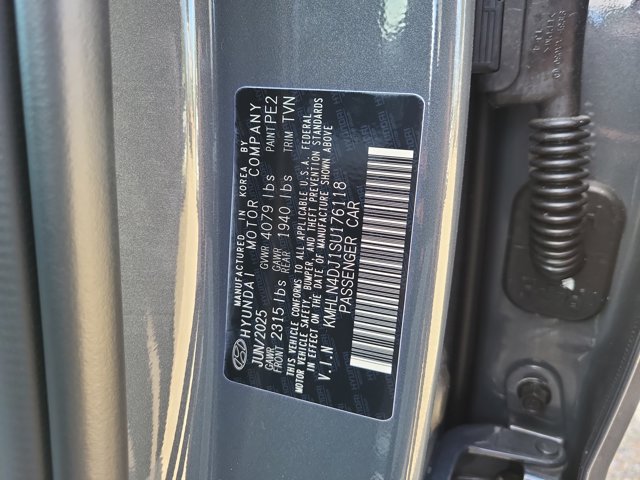 MANUFACTURED IN KOREA BY
HYUNDAI MOTOR COMPANY
JUN/2025 GVWR 4079 lbs PAINT PE2
GAWR FRONT 2315 lbs GAWR REAR 1940 lbs TRIM TVN
THIS VEHICLE CONFORMS TO ALL APPLICABLE U.S.A. FEDERAL
MOTOR VEHICLE SAFETY, BUMPER, AND THEFT PREVENTION STANDARDS
IN EFFECT ON THE DATE OF MANUFACTURE SHOWN ABOVE
V.I.N KMHLN4DJ1SU176118
PASSENGER CAR